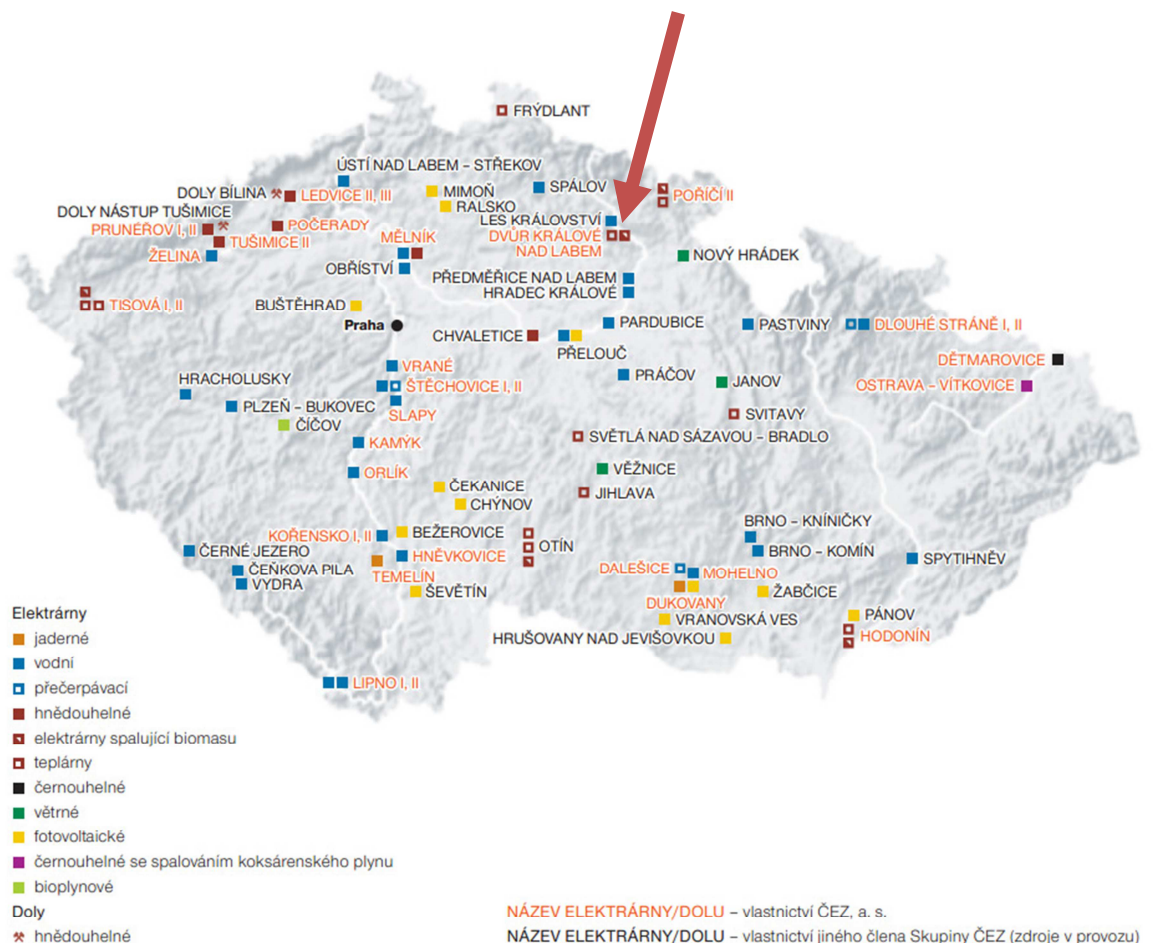 FRÝDLANT
ÚSTÍ NAD LABEM – STŘEKOV
DOLY BÍLINA
LEDVICE II, III
MIMOŇ
RALSKO
SPÁLOV
POŘÍČÍ II
DOLY NÁSTUP TUŠIMICE
PRUNÉŘOV I, II
POČERADY
TUŠIMICE II
ŽELINA
MĚLNÍK
OBŘÍSTVÍ
LES KRÁLOVSTVÍ
DVŮR KRÁLOVÉ
NAD LABEM
NOVÝ HRÁDEK
PŘEDMĚŘICE NAD LABEM
HRADEC KRÁLOVÉ
TISOVÁ I, II
BUŠTĚHRAD
Praha
CHVALETICE
PŘELOUČ
PARDUBICE
PASTVINY
DLOUHÉ STRÁNĚ I, II
DĚTMAROVICE
OSTRAVA – VÍTKOVICE
VRANÉ
ŠTĚCHOVICE I, II
SLAPY
PRÁČOV
JANOV
HRACHOLUSKY
PLZEŇ – BUKOVEC
ČÍČOV
SVITAVY
KAMÝK
SVĚTLÁ NAD SÁZAVOU – BRADLO
ORLÍK
VĚŽNICE
ČEKANICE
CHÝNOV
JIHLAVA
KOŘENSKO I, II
BEŽEROVICE
OTÍN
BRNO – KNÍNIČKY
BRNO – KOMÍN
SPYTIHNĚV
ČERNÉ JEZERO
ČEŇKOVA PILA
VYDRA
HNĚVKOVICE
TEMELÍN
ŠEVĚTÍN
DALEŠICE
MOHELNO
DUKOVANY
ŽABČICE
VRANOVSKÁ VES
HRUŠOVANY NAD JEVIŠOVKOU
PÁNOV
HODONÍN
LIPNO I, II
Elektrárny
jaderné
vodní
přečerpávací
hnědouhelné
elektrárny spalující biomasu
teplárny
černouhelné
větrné
fotovoltaické
černouhelné se spalováním koksárenského plynu
bioplynové
Doly
hnědouhelné
NÁZEV ELEKTRÁRNY/DOLU – vlastnictví ČEZ, a. s.
NÁZEV ELEKTRÁRNY/DOLU – vlastnictví jiného člena Skupiny ČEZ (zdroje v provozu)